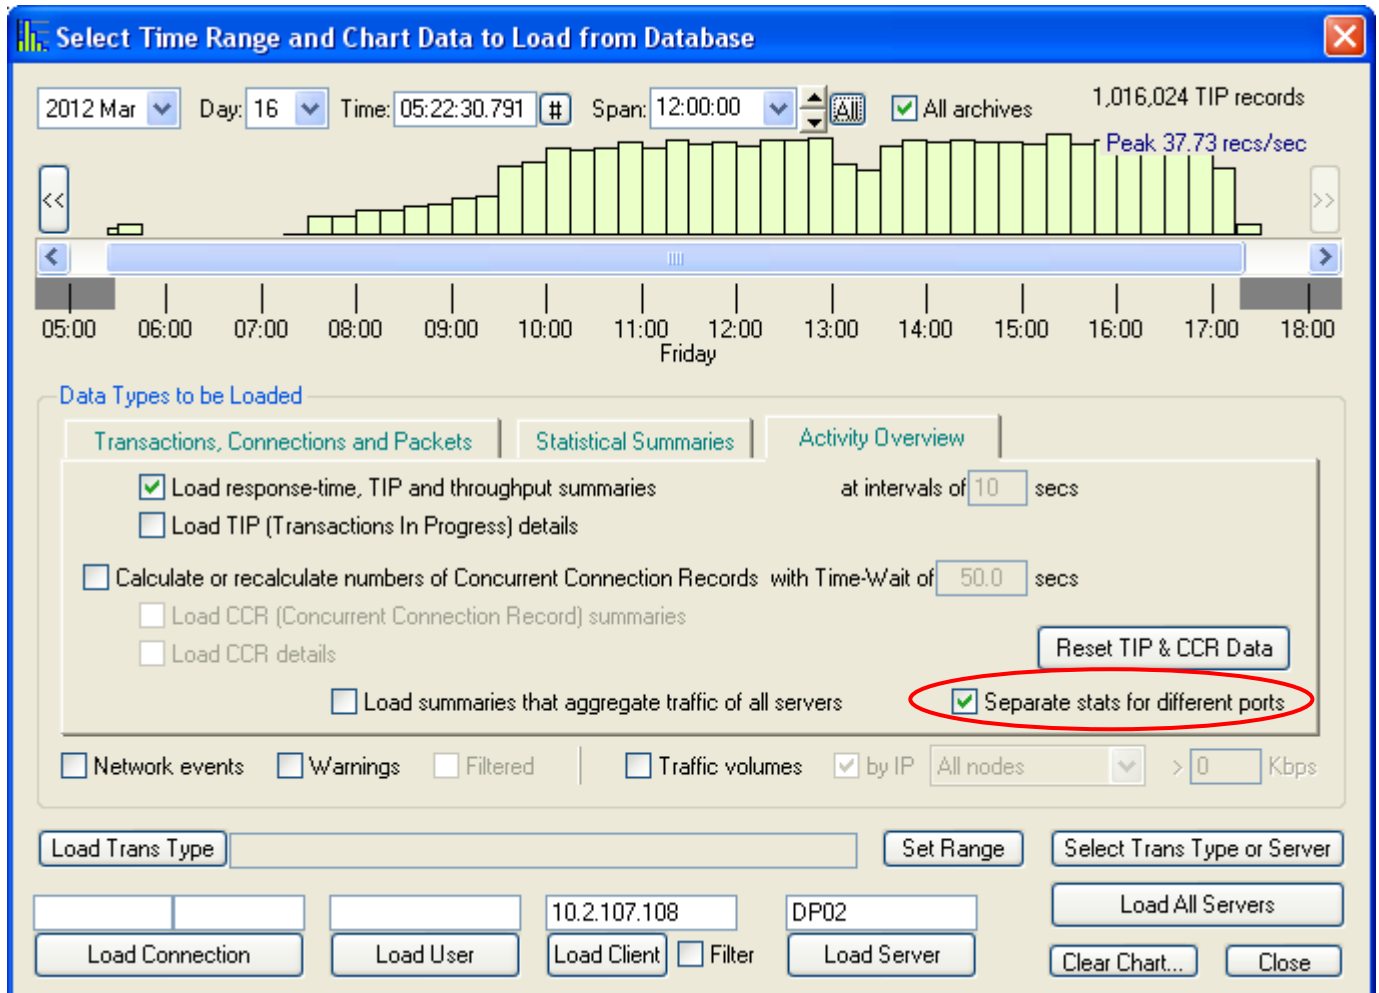 Select Time Range and Chart Data to Load from Database
2012 Mar Day: 16 Time: 05:22:30.791 # Span: 12:00:00 All All archives 1,016,024 TIP records
Peak 37.73 recs/sec
<< >>
05:00 06:00 07:00 08:00 09:00 10:00 11:00 12:00 13:00 14:00 15:00 16:00 17:00 18:00
Friday
Data Types to be Loaded
Transactions, Connections and Packets Statistical Summaries Activity Overview
Load response-time, TIP and throughput summaries at intervals of 10 secs
Load TIP (Transactions In Progress) details
Calculate or recalculate numbers of Concurrent Connection Records with Time-Wait of 50.0 secs
Load CCR (Concurrent Connection Record) summaries
Load CCR details Reset TIP & CCR Data
Load summaries that aggregate traffic of all servers Separate stats for different ports
Network events Warnings Filtered Traffic volumes by IP All nodes > 0 Kbps
Load Trans Type Set Range Select Trans Type or Server
10.2.107.108 DP02 Load All Servers
Load Connection Load User Load Client Filter Load Server Clear Chart... Close